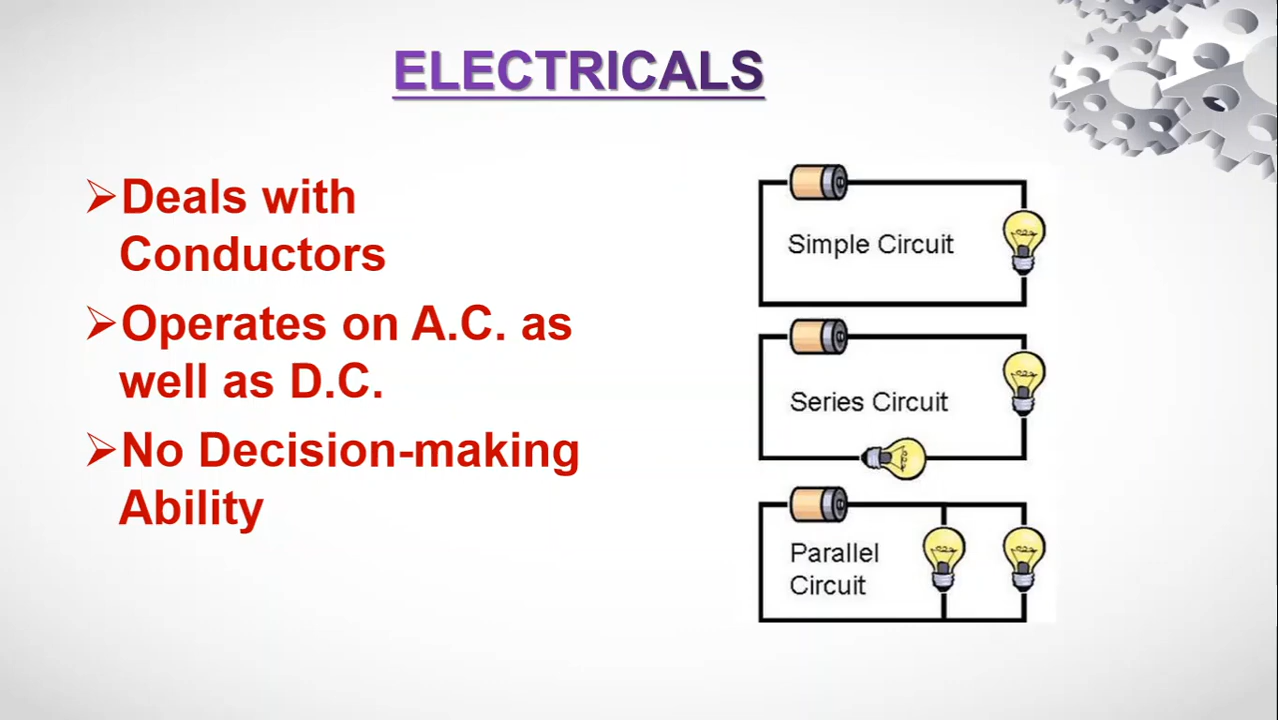 ELECTRICALS
➢Deals with
Conductors
➢Operates on A.C. as
well as D.C.
➢No Decision-making
Ability
Simple Circuit
Series Circuit
Parallel
Circuit